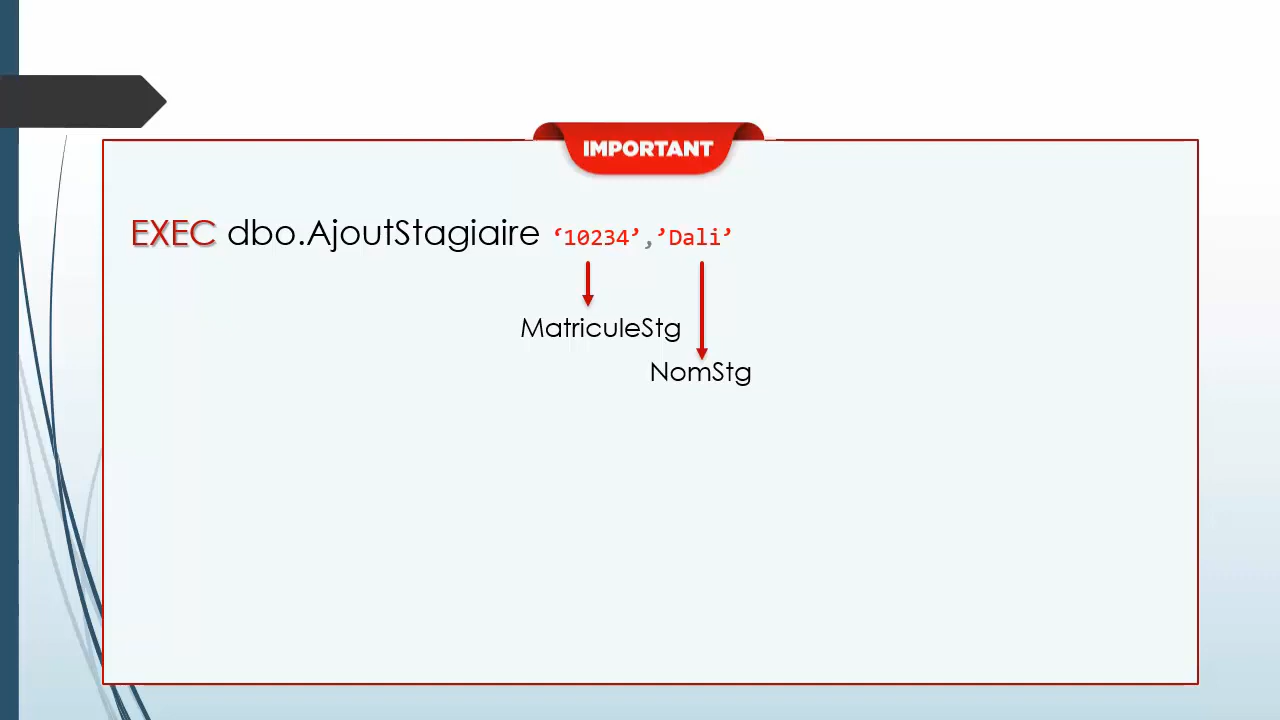 IMPORTANT
EXEC dbo.AjoutStagiaire ‘10234’,’Dali’
MatriculeStg
NomStg